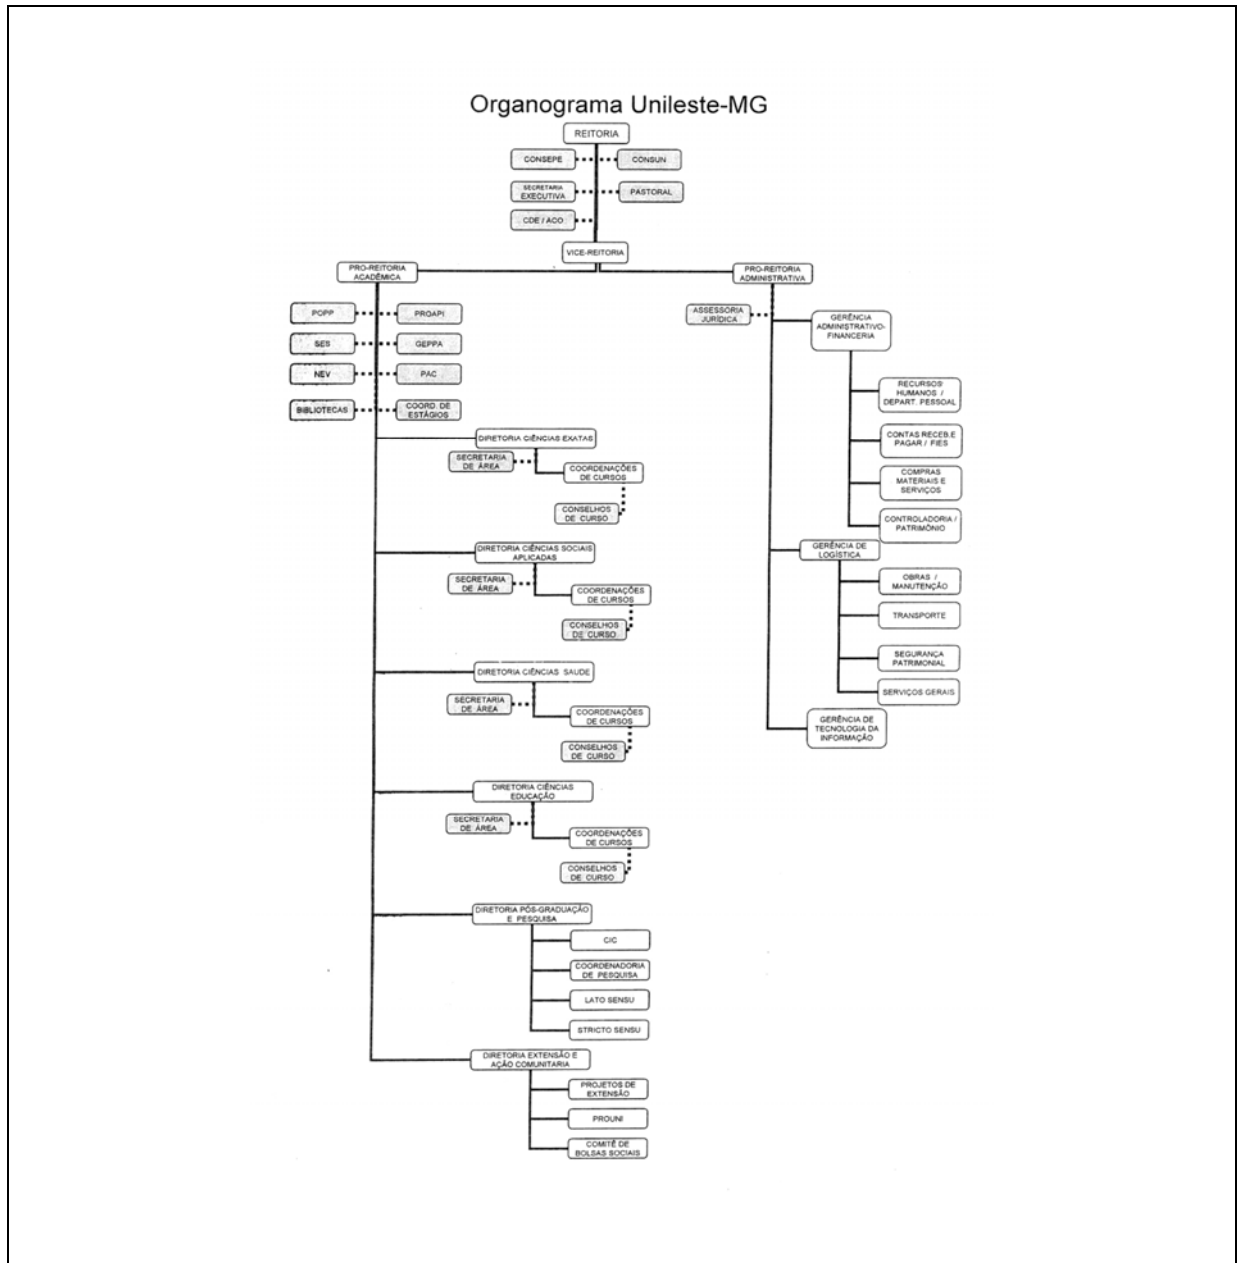 Organograma Unileste-MG
REITORIA
CONSEPE
CONSUN
SECRETARIA
EXECUTIVA
PASTORAL
CDE / ACO
VICE-REITORIA
PRO-REITORIA
ACADÊMICA
PRO-REITORIA
ADMINISTRATIVA
POPP
PROAPI
SES
GEPPA
NEV
PAC
BIBLIOTECAS
COORD. DE
ESTÁGIOS
DIRETORIA CIÊNCIAS EXATAS
SECRETARIA
DE ÁREA
COORDENAÇÕES
DE CURSOS
CONSELHOS
DE CURSO
DIRETORIA CIÊNCIAS SOCIAIS
APLICADAS
SECRETARIA
DE ÁREA
COORDENAÇÕES
DE CURSOS
CONSELHOS
DE CURSO
DIRETORIA CIÊNCIAS SAUDE
SECRETARIA
DE ÁREA
COORDENAÇÕES
DE CURSOS
CONSELHOS
DE CURSO
DIRETORIA CIÊNCIAS
EDUCAÇÃO
SECRETARIA
DE ÁREA
COORDENAÇÕES
DE CURSOS
CONSELHOS
DE CURSO
DIRETORIA PÓS-GRADUAÇÃO
E PESQUISA
CIC
COORDENADORIA
DE PESQUISA
LATO SENSU
STRICTO SENSU
DIRETORIA EXTENSÃO E
AÇÃO COMUNITARIA
PROJETOS DE
EXTENSÃO
PROUNI
COMITÊ DE
BOLSAS SOCIAIS
ASSESSORIA
JURÍDICA
GERÊNCIA
ADMINISTRATIVO-
FINANCERIA
RECURSOS
HUMANOS /
DEPART. PESSOAL
CONTAS RECEB.E
PAGAR / FIES
COMPRAS
MATERIAIS E
SERVIÇOS
CONTROLADORIA /
PATRIMÔNIO
GERÊNCIA DE
LOGÍSTICA
OBRAS /
MANUTENÇÃO
TRANSPORTE
SEGURANÇA
PATRIMONIAL
SERVIÇOS GERAIS
GERÊNCIA DE
TECNOLOGIA DA
INFORMAÇÃO